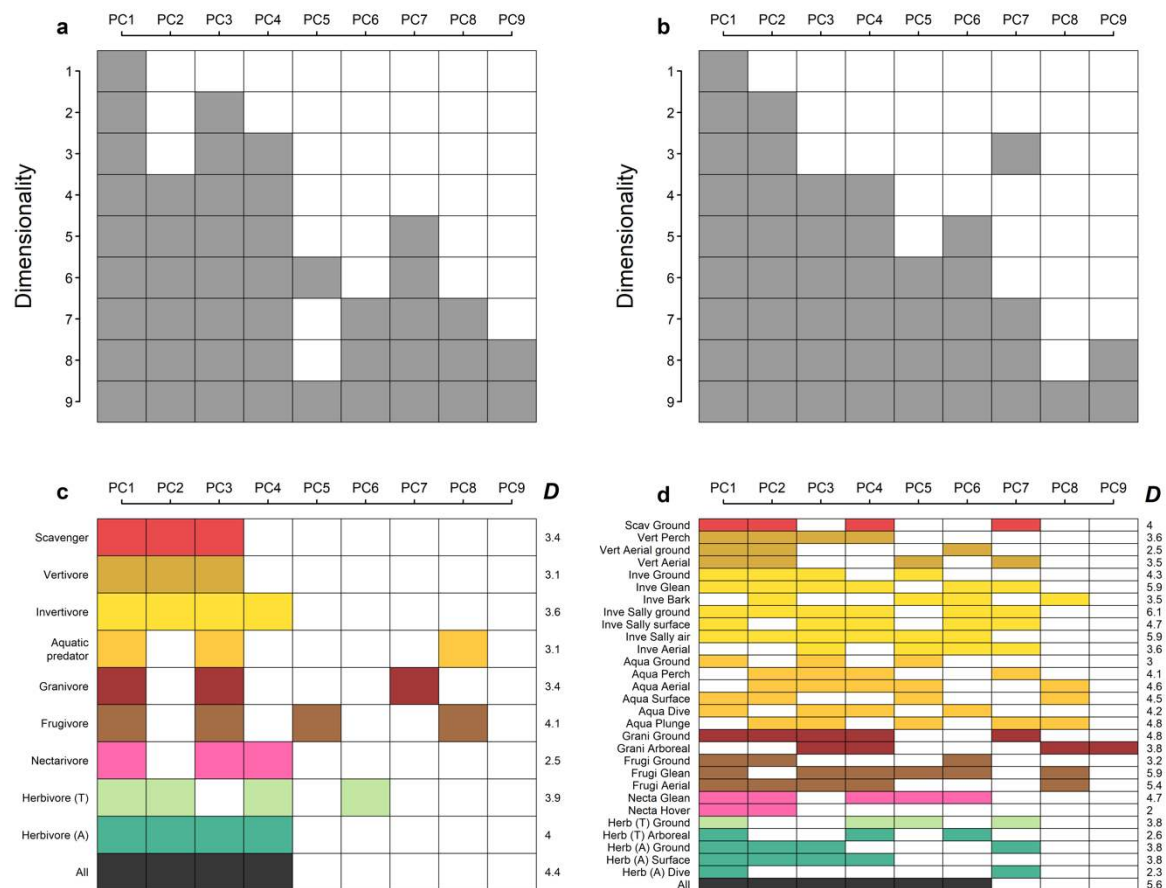 a PC1 PC2 PC3 PC4 PC5 PC6 PC7 PC8 PC9
Dimensionality
1
2
3
4
5
6
7
8
9
b PC1 PC2 PC3 PC4 PC5 PC6 PC7 PC8 PC9
Dimensionality
1
2
3
4
5
6
7
8
9
c PC1 PC2 PC3 PC4 PC5 PC6 PC7 PC8 PC9 D
Scavenger 3.4
Vertivore 3.1
Invertivore 3.6
Aquatic
predator 3.1
Granivore 3.4
Frugivore 4.1
Nectarivore 2.5
Herbivore (T) 3.9
Herbivore (A) 4
All 4.4
d PC1 PC2 PC3 PC4 PC5 PC6 PC7 PC8 PC9 D
Scav Ground 4
Vert Perch 3.6
Vert Aerial ground 2.5
Vert Aerial 3.5
Inve Ground 4.3
Inve Glean 5.9
Inve Bark 3.5
Inve Sally ground 6.1
Inve Sally surface 4.7
Inve Sally air 5.9
Inve Aerial 3.6
Aqua Ground 3
Aqua Perch 4.1
Aqua Aerial 4.6
Aqua Surface 4.5
Aqua Dive 4.2
Aqua Plunge 4.8
Grani Ground 4.8
Grani Arboreal 3.8
Frugi Ground 3.2
Frugi Glean 5.9
Frugi Aerial 5.4
Necta Glean 4.7
Necta Hover 2
Herb (T) Ground 3.8
Herb (T) Arboreal 2.6
Herb (A) Ground 3.8
Herb (A) Surface 3.8
Herb (A) Dive 2.3
All 5.6